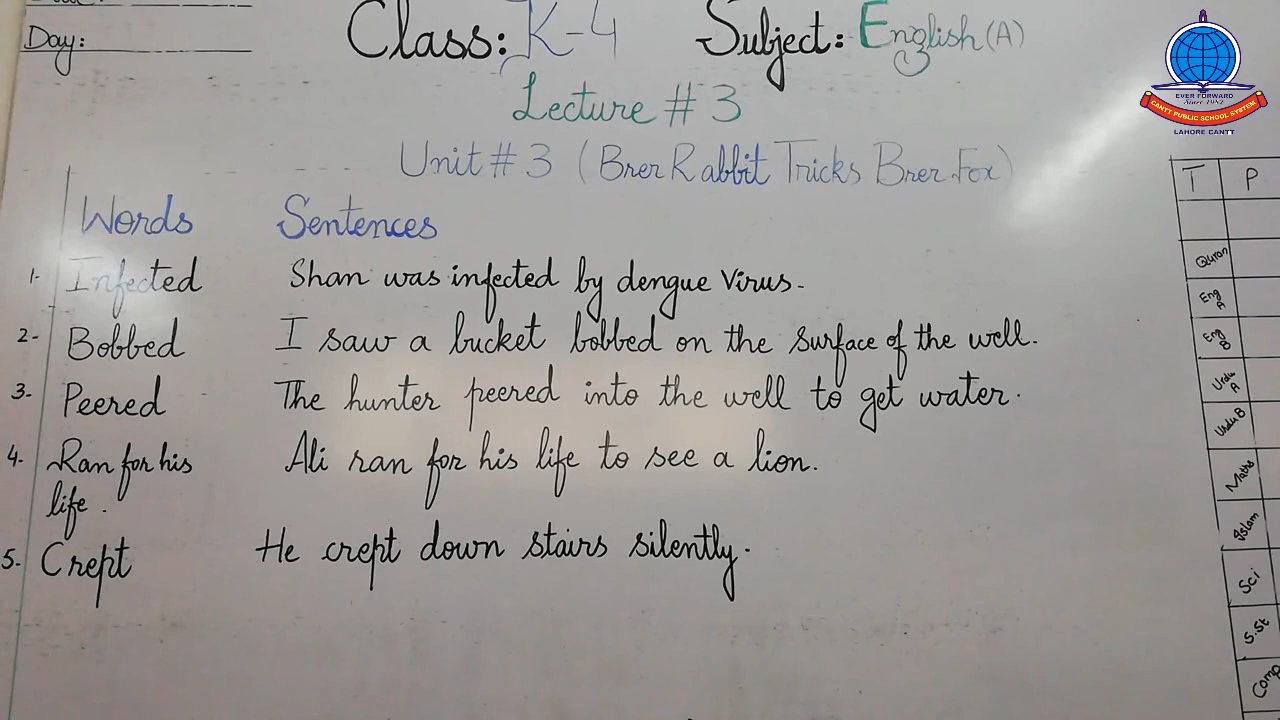 Day:
Class: K-4 Subject: English (A)
Lecture # 3
Unit # 3 (Brer Rabbit Tricks Brer Fox)
Words Sentences
1- Infected Shan was infected by dengue Virus.
2- Bobbed I saw a bucket bobbed on the surface of the well.
3- Peered The hunter peered into the well to get water.
4. Ran for his Ali ran for his life to see a lion.
life.
5- Crept He crept down stairs silently.
EVER FORWARD
Since 1982
CANTT PUBLIC SCHOOL SYSTEM
LAHORE CANTT
T P
Quran
Eng A
Eng B
Urdu A
Urdu B
Maths
Islam
Sci
S.St
Comp